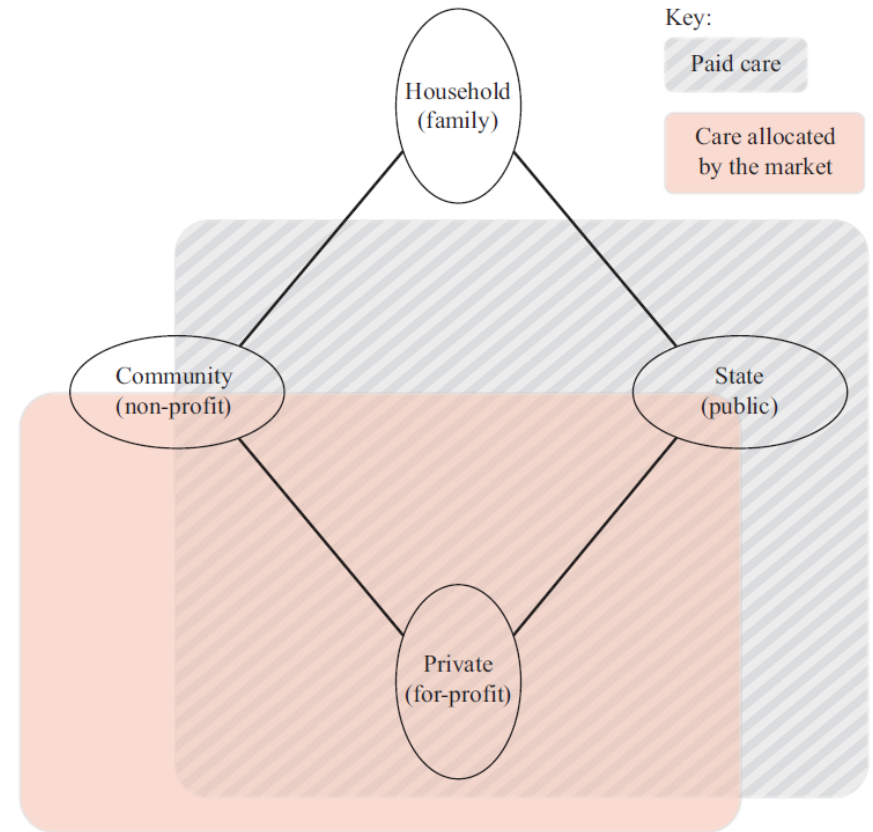 Key:
Paid care
Care allocated
by the market
Household
(family)
Community
(non-profit)
State
(public)
Private
(for-profit)